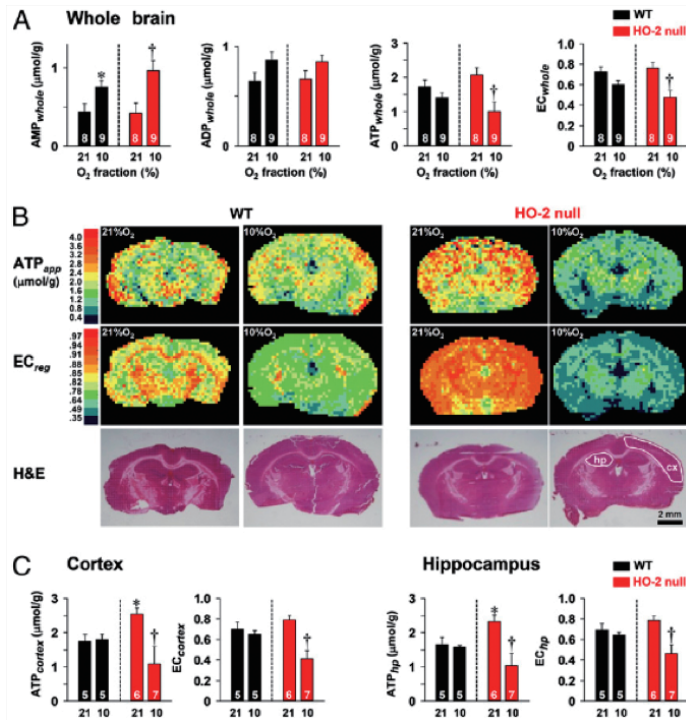 A Whole brain
WT
HO-2 null
AMPwhole (μmol/g)
1
0
*
†
8 9 8 9
21 10 21 10
O2 fraction (%)
ADPwhole (μmol/g)
1
0
8 9 8 9
21 10 21 10
O2 fraction (%)
ATPwhole (μmol/g)
3
2
1
0
†
8 9 8 9
21 10 21 10
O2 fraction (%)
ECwhole
1.0
0.8
0.6
0.4
0.2
0
†
8 9 8 9
21 10 21 10
O2 fraction (%)
B WT HO-2 null
ATPapp
(μmol/g)
4.0
3.6
3.2
2.8
2.4
2.0
1.6
1.2
0.8
0.4
21%O2 10%O2 21%O2 10%O2
ECreg
.97
.94
.91
.88
.85
.82
.78
.64
.49
.35
21%O2 10%O2 21%O2 10%O2
H&E
hp
cx
2 mm
C Cortex Hippocampus
WT
HO-2 null
ATPcortex (μmol/g)
3
2
1
0
*
†
5 5 6 7
21 10 21 10
ECcortex
1.0
0.8
0.6
0.4
0.2
0
†
5 5 6 7
21 10 21 10
ATPhp (μmol/g)
3
2
1
0
*
†
5 5 6 7
21 10 21 10
EChp
1.0
0.8
0.6
0.4
0.2
0
†
5 5 6 7
21 10 21 10